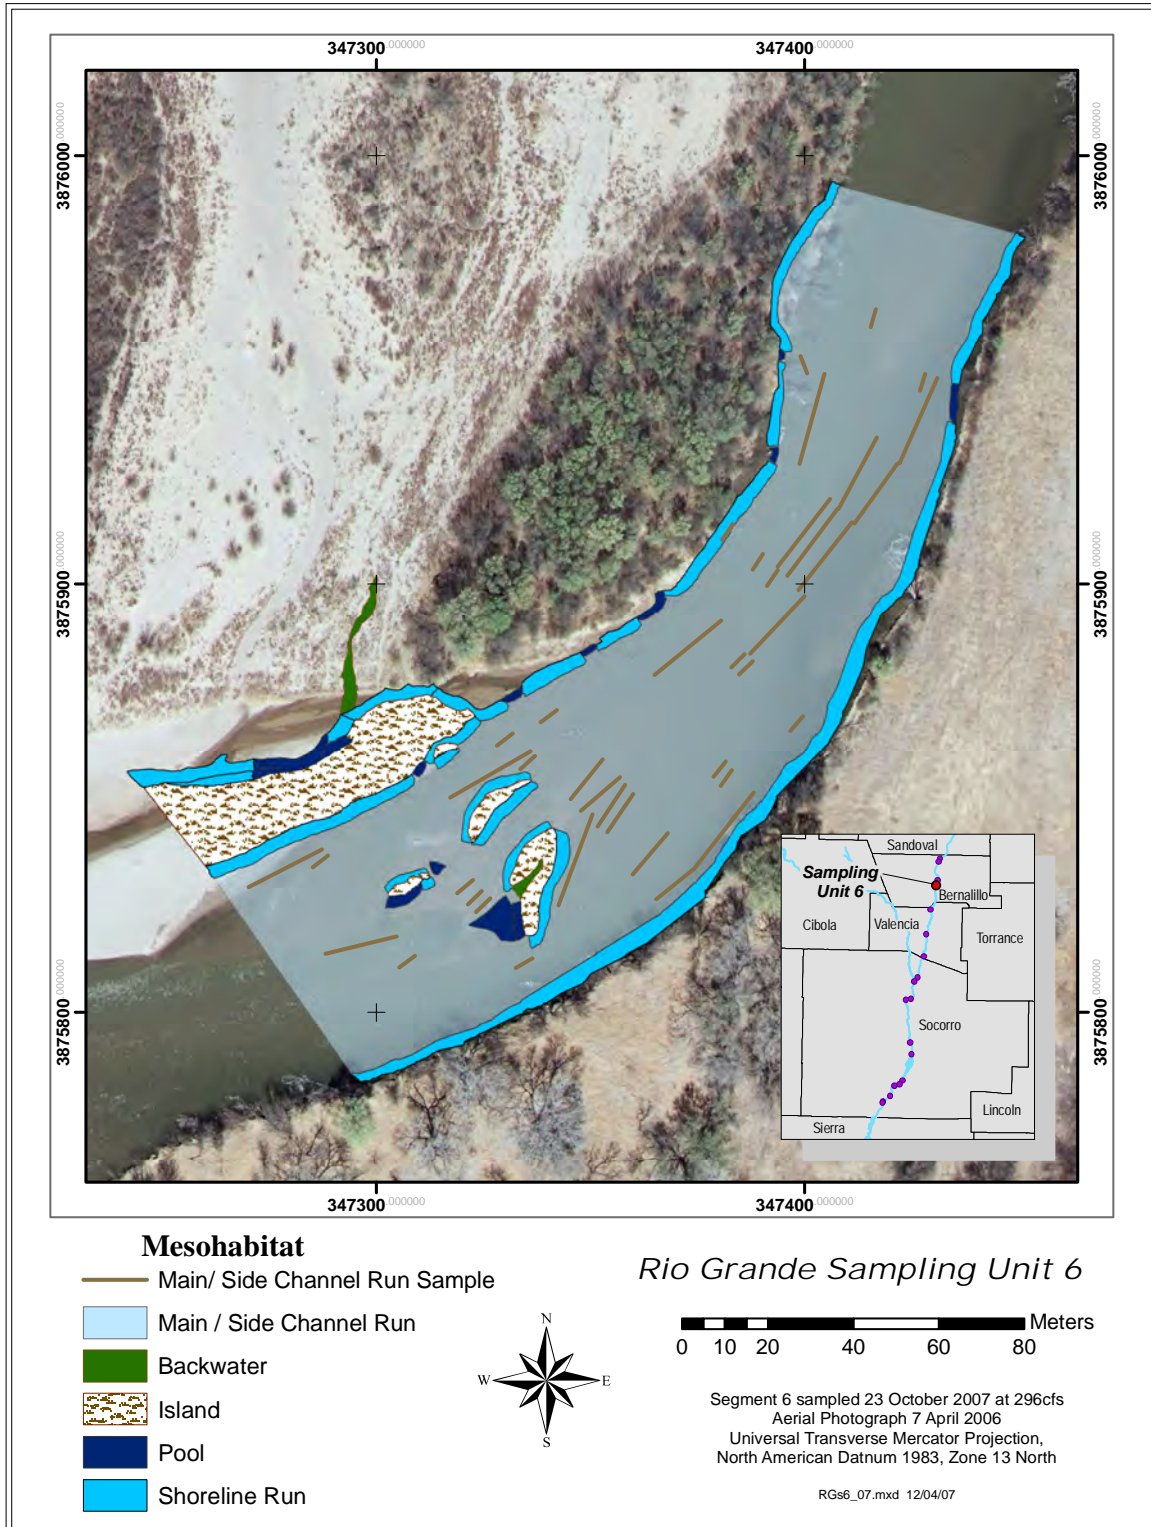 347300.000000
347400.000000
3876000.000000
3876000.000000
3875900.000000
3875900.000000
3875800.000000
3875800.000000
Sandoval
Sampling
Unit 6
Bernalillo
Cibola
Valencia
Torrance
Socorro
Lincoln
Sierra
347300.000000
347400.000000
Mesohabitat
Main/ Side Channel Run Sample
Main / Side Channel Run
Backwater
Island
Pool
Shoreline Run
N
W
E
S
Rio Grande Sampling Unit 6
Meters
0 10 20 40 60 80
Segment 6 sampled 23 October 2007 at 296cfs
Aerial Photograph 7 April 2006
Universal Transverse Mercator Projection,
North American Datnum 1983, Zone 13 North
RGs6_07.mxd 12/04/07